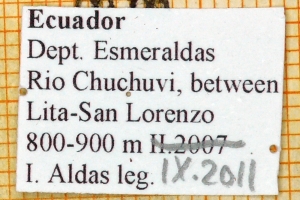 Ecuador
Dept. Esmeraldas
Rio Chuchuvi, between
Lita-San Lorenzo
800-900 m II.2007
I. Aldas leg. IX.2011